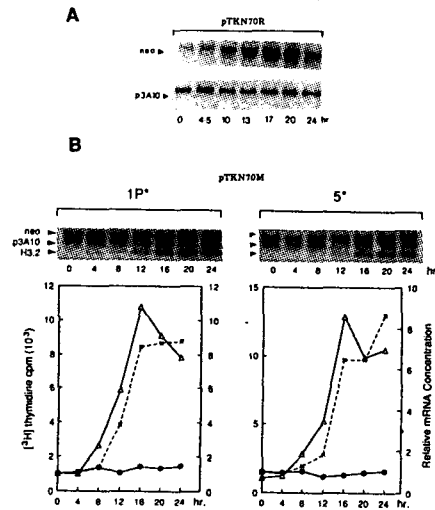 A
pTKN70R
neo
p3A10
0 4.5 10 13 17 20 24 hr
B
pTKN70M
1P* 5*
neo
p3A10
H3.2
0 4 8 12 16 20 24 0 4 8 12 16 20 24 hr.
[3H] thymidine cpm (10^3)
12
10
8
6
4
2
0
12
10
8
6
4
2
0
0 4 8 12 16 20 24 hr.
15
10
5
0
10
8
6
4
2
0
0 4 8 12 16 20 24 hr.
Relative mRNA Concentration